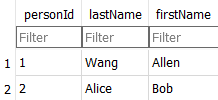 personId lastName firstName
Filter Filter Filter
1 1 Wang Allen
2 2 Alice Bob